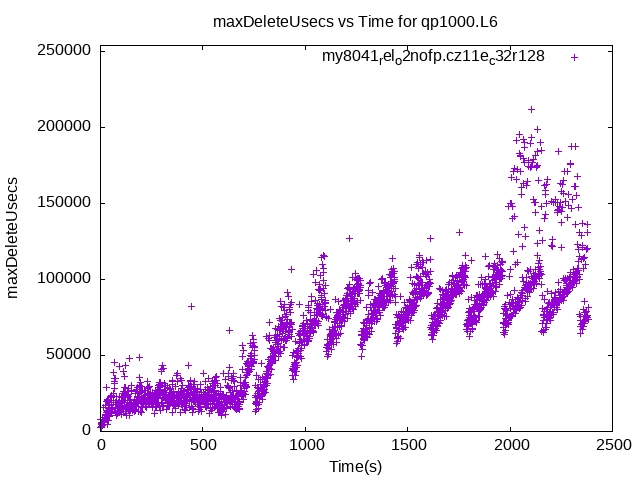 maxDeleteUsecs vs Time for qp1000.L6
my8041relo2nofp.cz11ec32r128
maxDeleteUsecs
250000
200000
150000
100000
50000
0
0 500 1000 1500 2000 2500
Time(s)